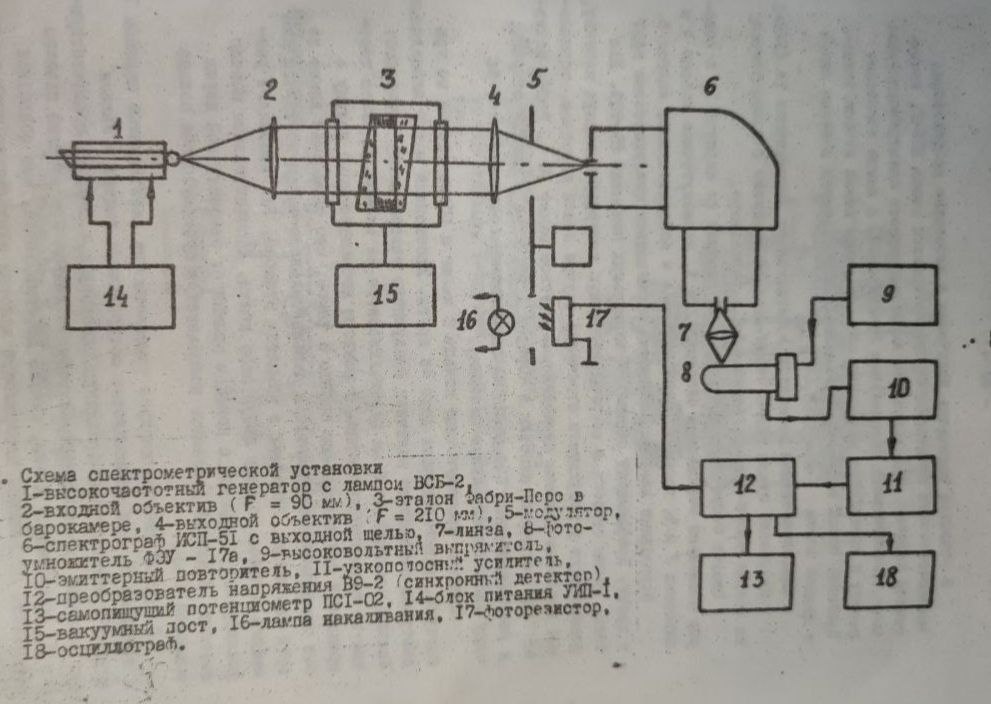 1
2
3
4
5
6
14
15
16
17
7
8
9
10
11
12
13
18
Схема спектрометрической установки
I-высокочастотный генератор с лампой ВСБ-2,
2-входной объектив (F = 90 мм), 3-эталон Фабри-Перо в
барокамере, 4-выходной объектив (F = 210 мм), 5-модулятор,
6-спектрограф ИСП-5I с выходной щелью, 7-линза, 8-фото-
умножитель ФЭУ - I7а, 9-высоковольтный выпрямитель,
I0-эмиттерный повторитель, II-узкополосный усилитель,
I2-преобразователь напряжения В9-2 (синхронный детектор),
I3-самопишущий потенциометр ПСI-02, I4-блок питания УИП-I,
I5-вакуумный пост, I6-лампа накаливания, I7-фоторезистор,
I8-осциллограф.